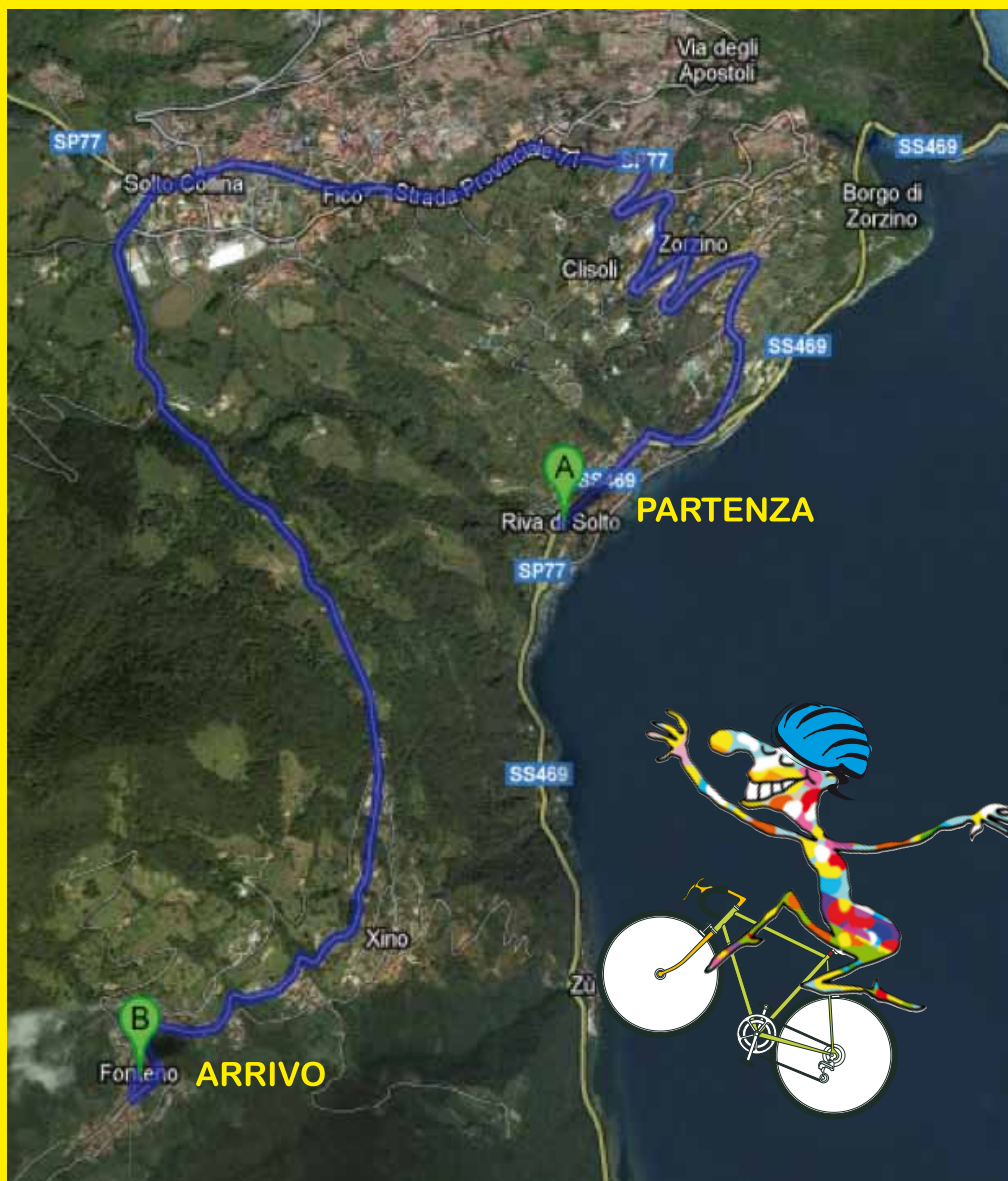 Via degli
Apostoli
SP77
SS469
SP77
Solto Collina
Fico
Strada Provinciale 77
Borgo di
Zorzino
Zorzino
Clisoli
SS469
A
SS469
Riva di Solto
PARTENZA
SP77
SS469
Xino
Zù
B
Fonteno
ARRIVO